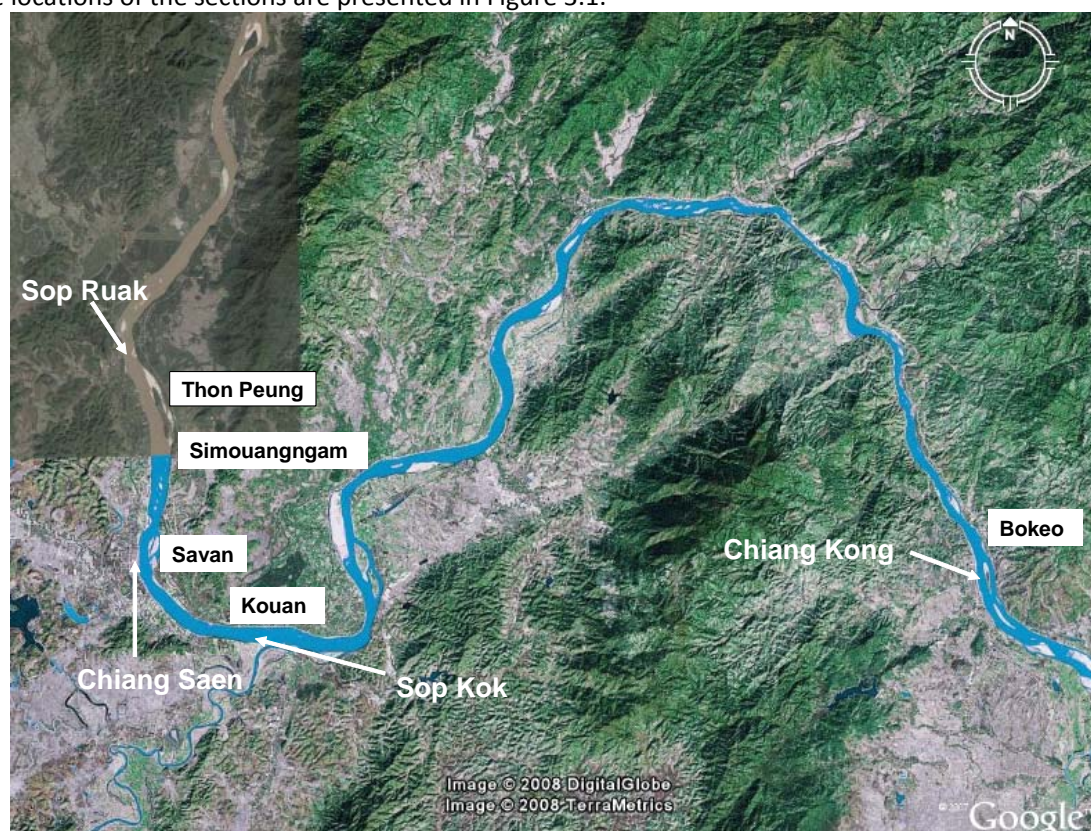 e locations of the sections are presented in Figure 3.1.
N
Sop Ruak
Thon Peung
Simouangngam
Savan
Bokeo
Chiang Kong
Kouan
Chiang Saen
Sop Kok
Image © 2008 DigitalGlobe
Image © 2008 TerraMetrics
© 2007 Google